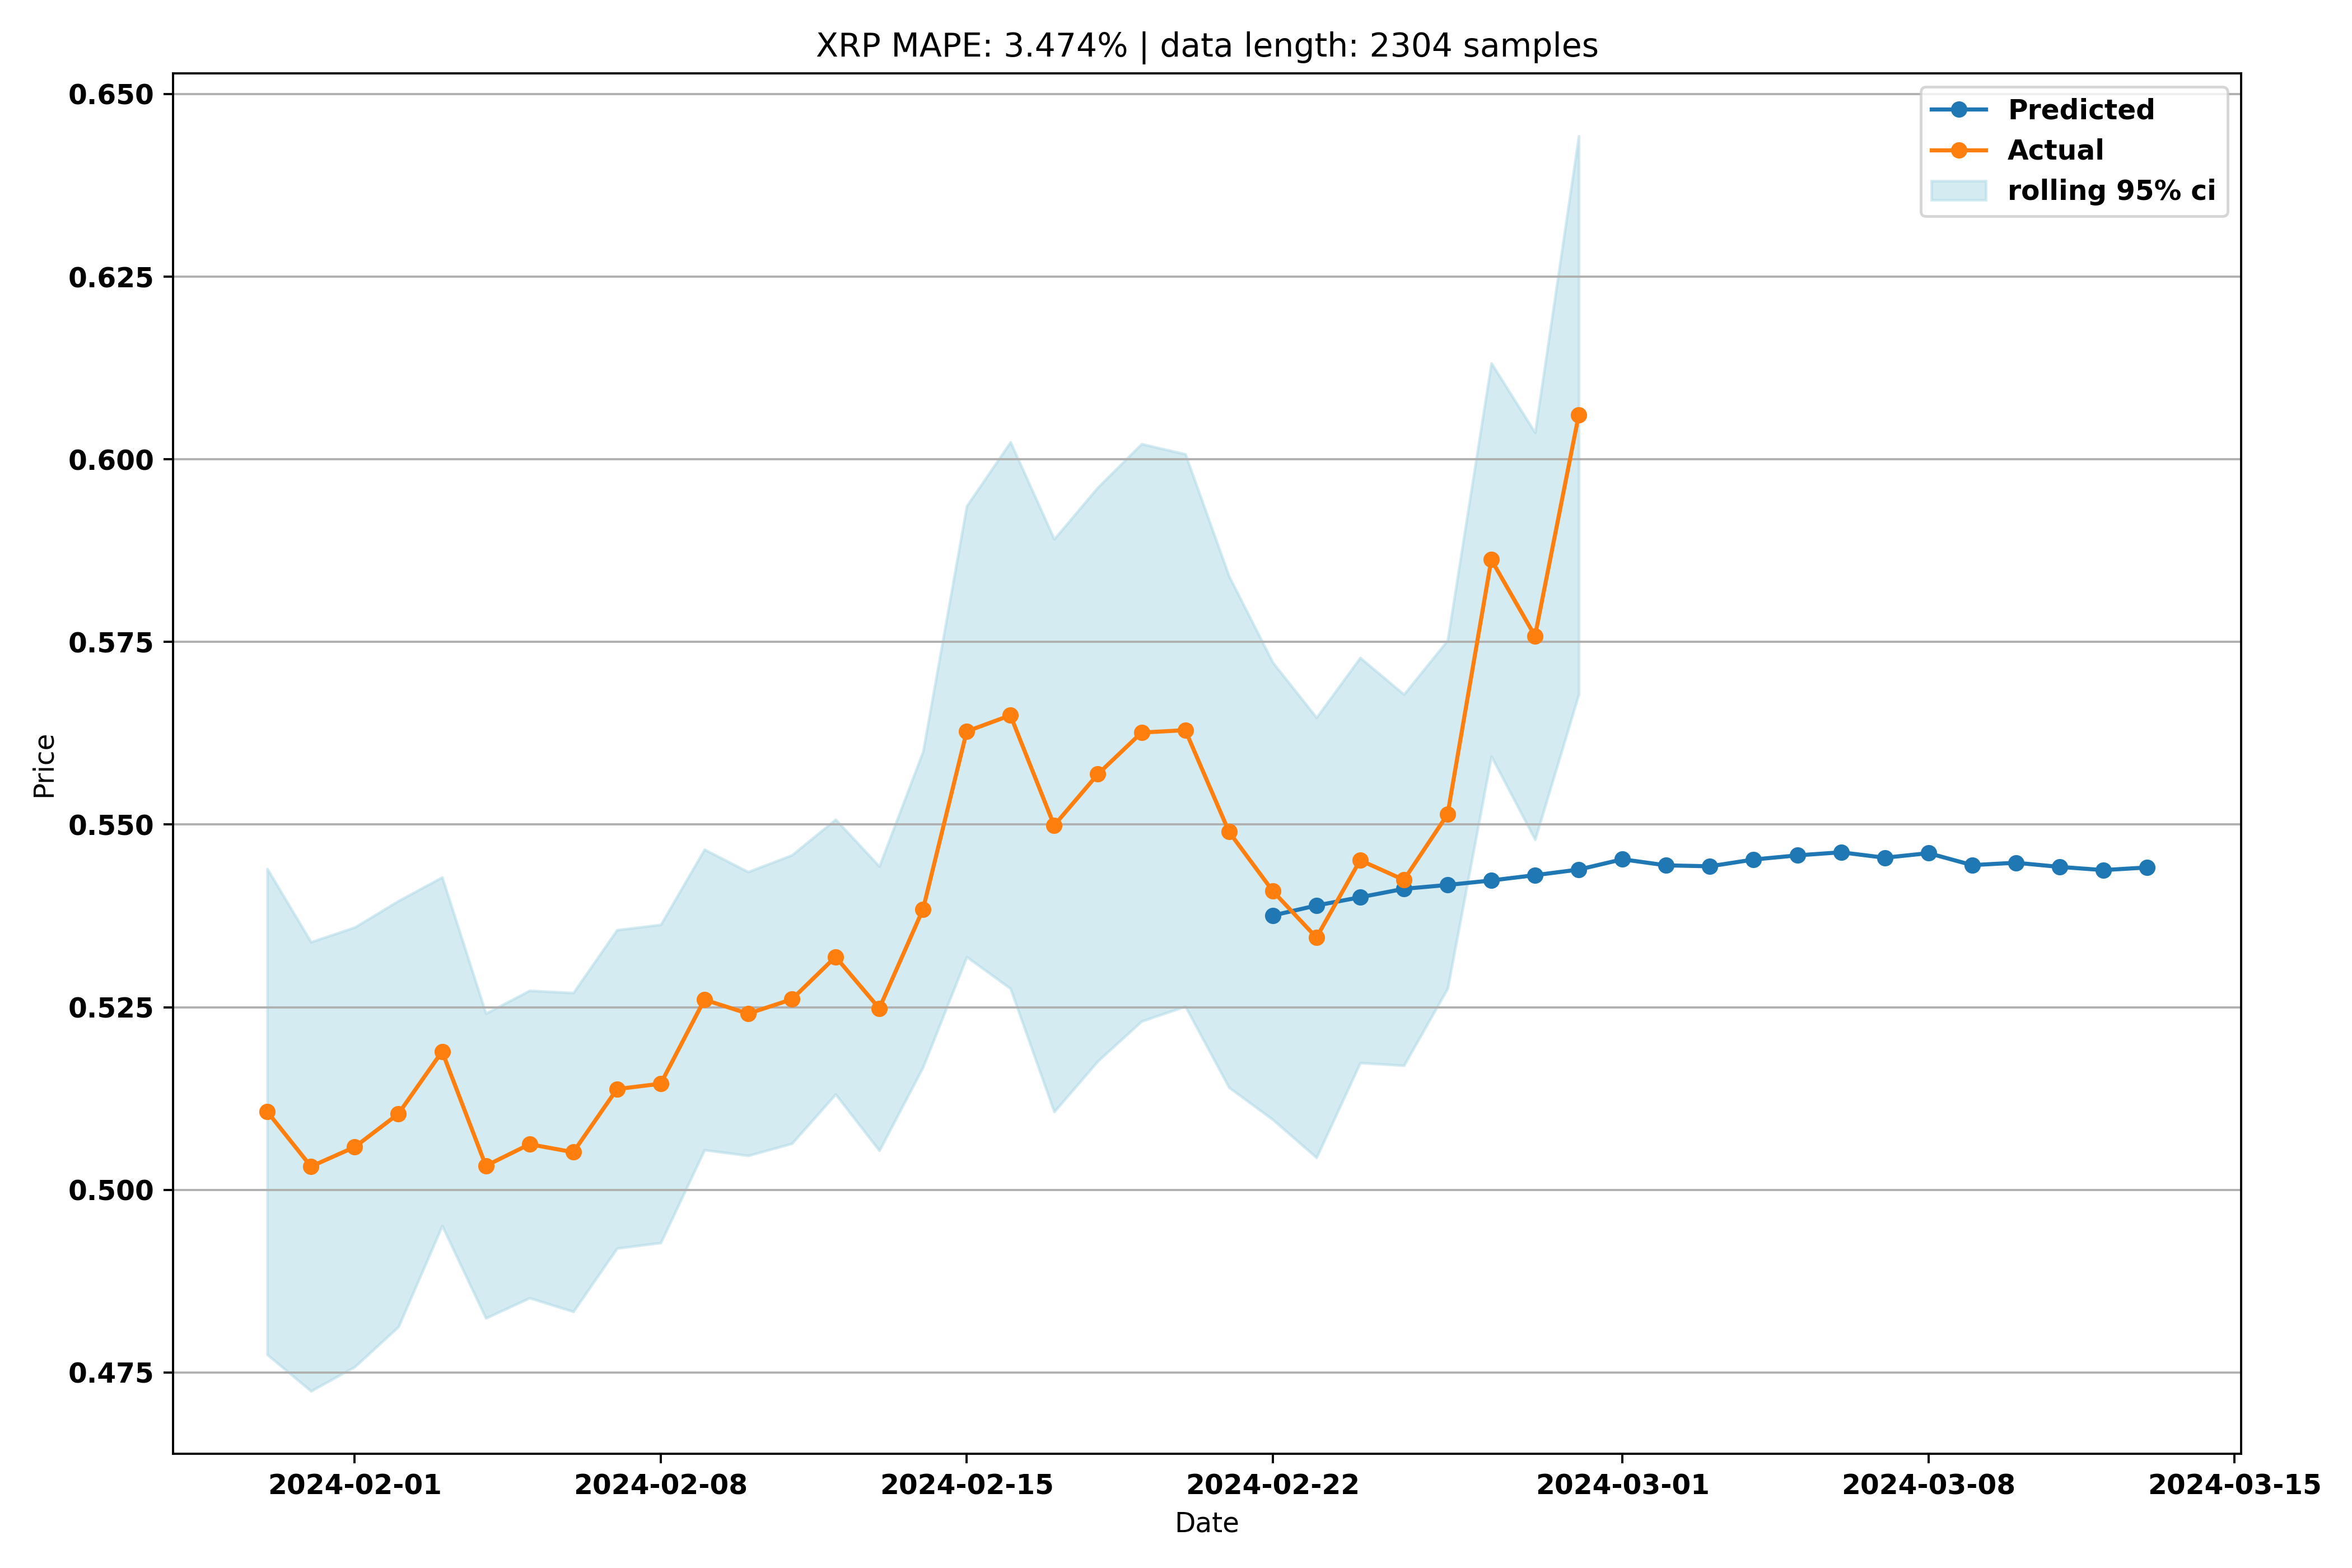 XRP MAPE: 3.474% | data length: 2304 samples
Predicted
Actual
rolling 95% ci
Price
0.650
0.625
0.600
0.575
0.550
0.525
0.500
0.475
2024-02-01
2024-02-08
2024-02-15
2024-02-22
2024-03-01
2024-03-08
2024-03-15
Date